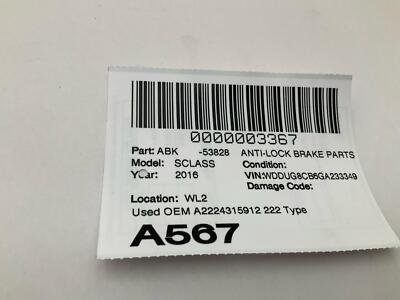 0000003367
Part: ABK -53828 ANTI-LOCK BRAKE PARTS
Model: SCLASS Condition:
Year: 2016 VIN:WDDUG8CB6GA233349
Damage Code:
Location: WL2
Used OEM A2224315912 222 Type
A567